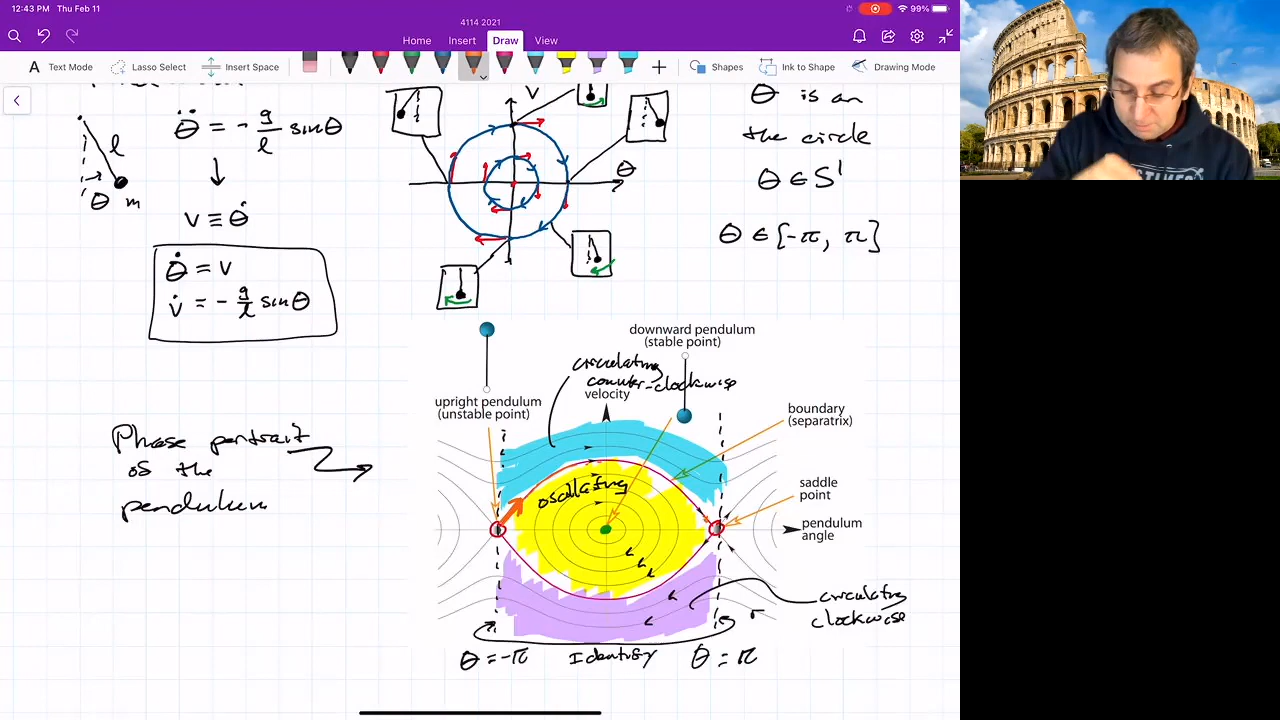 12:43 PM Thu Feb 11
99%
4114 2021
Home Insert Draw View
Text Mode Lasso Select Insert Space Shapes Ink to Shape Drawing Mode
θ̈ = - g/l sinθ
l
θ m
v ≡ θ̇
θ̇ = v
v̇ = - g/l sinθ
v
θ
θ is an
the circle
θ ∈ S¹
θ ∈ [-π, π]
downward pendulum
(stable point)
circulating
counter-clockwise
velocity
upright pendulum
(unstable point)
boundary
(separatrix)
Phase portrait
of the
pendulum
oscillating
saddle
point
pendulum
angle
circulating
clockwise
θ = -π Identify θ = π